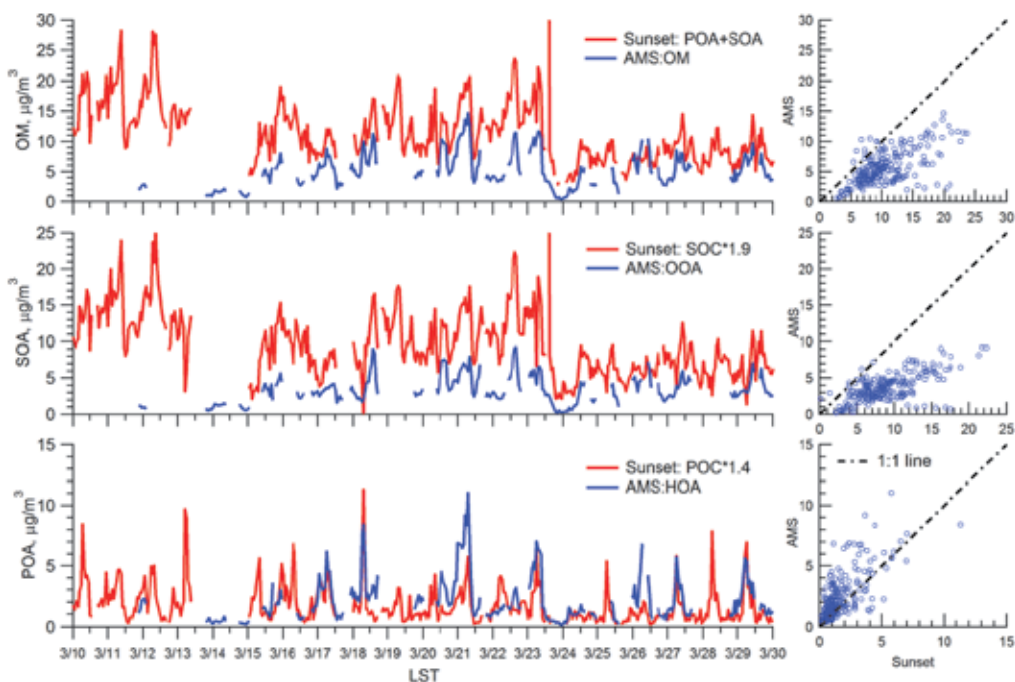 30
25
20
15
10
5
0
OM, µg/m³
Sunset: POA+SOA
AMS:OM
30
25
20
15
10
5
0
AMS
0 5 10 15 20 25 30
25
20
15
10
5
0
SOA, µg/m³
Sunset: SOC*1.9
AMS:OOA
25
20
15
10
5
0
AMS
0 5 10 15 20 25
15
10
5
0
POA, µg/m³
Sunset: POC*1.4
AMS:HOA
3/10 3/11 3/12 3/13 3/14 3/15 3/16 3/17 3/18 3/19 3/20 3/21 3/22 3/23 3/24 3/25 3/26 3/27 3/28 3/29 3/30
LST
15
10
5
0
AMS
1:1 line
0 5 10 15
Sunset